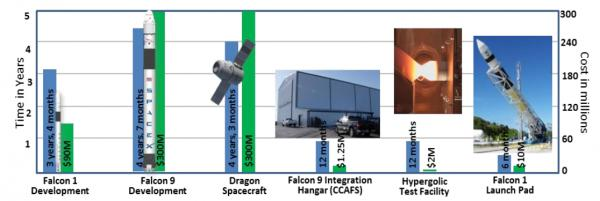 5
4
3
2
1
Time in Years
300
240
180
120
60
0
Cost in millions
3 years, 4 months
$90M
4 years, 7 months
SPACEX
$300M
4 years, 3 months
$300M
12 months
$1.25M
12 months
$2M
6 months
$10M
Falcon 1
Development
Falcon 9
Development
Dragon
Spacecraft
Falcon 9 Integration
Hangar (CCAFS)
Hypergolic
Test Facility
Falcon 1
Launch Pad